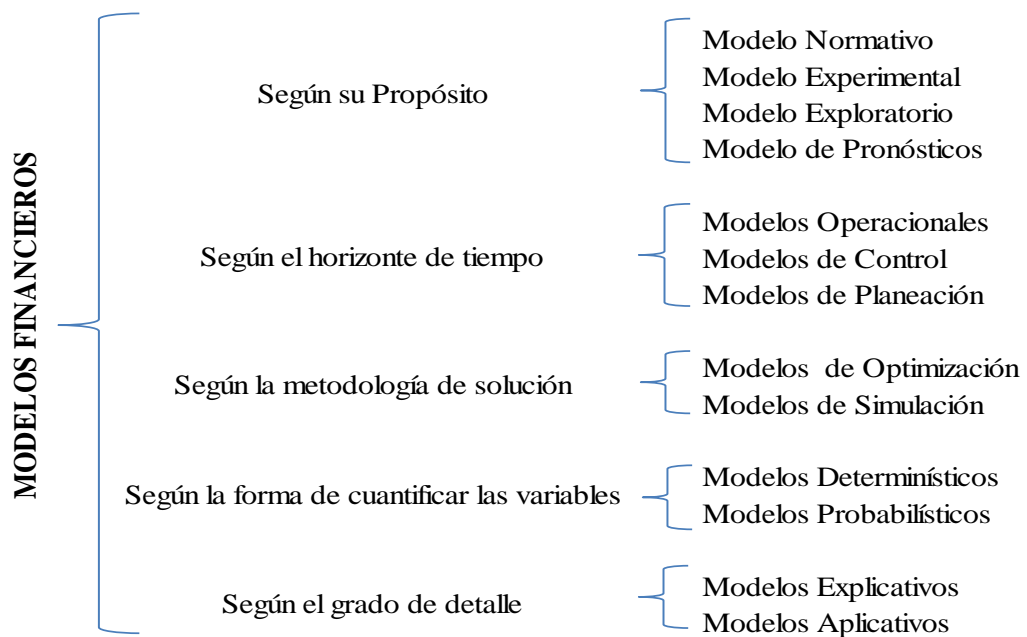 MODELOS FINANCIEROS
Según su Propósito
Modelo Normativo
Modelo Experimental
Modelo Exploratorio
Modelo de Pronósticos
Según el horizonte de tiempo
Modelos Operacionales
Modelos de Control
Modelos de Planeación
Según la metodología de solución
Modelos de Optimización
Modelos de Simulación
Según la forma de cuantificar las variables
Modelos Determinísticos
Modelos Probabilísticos
Según el grado de detalle
Modelos Explicativos
Modelos Aplicativos